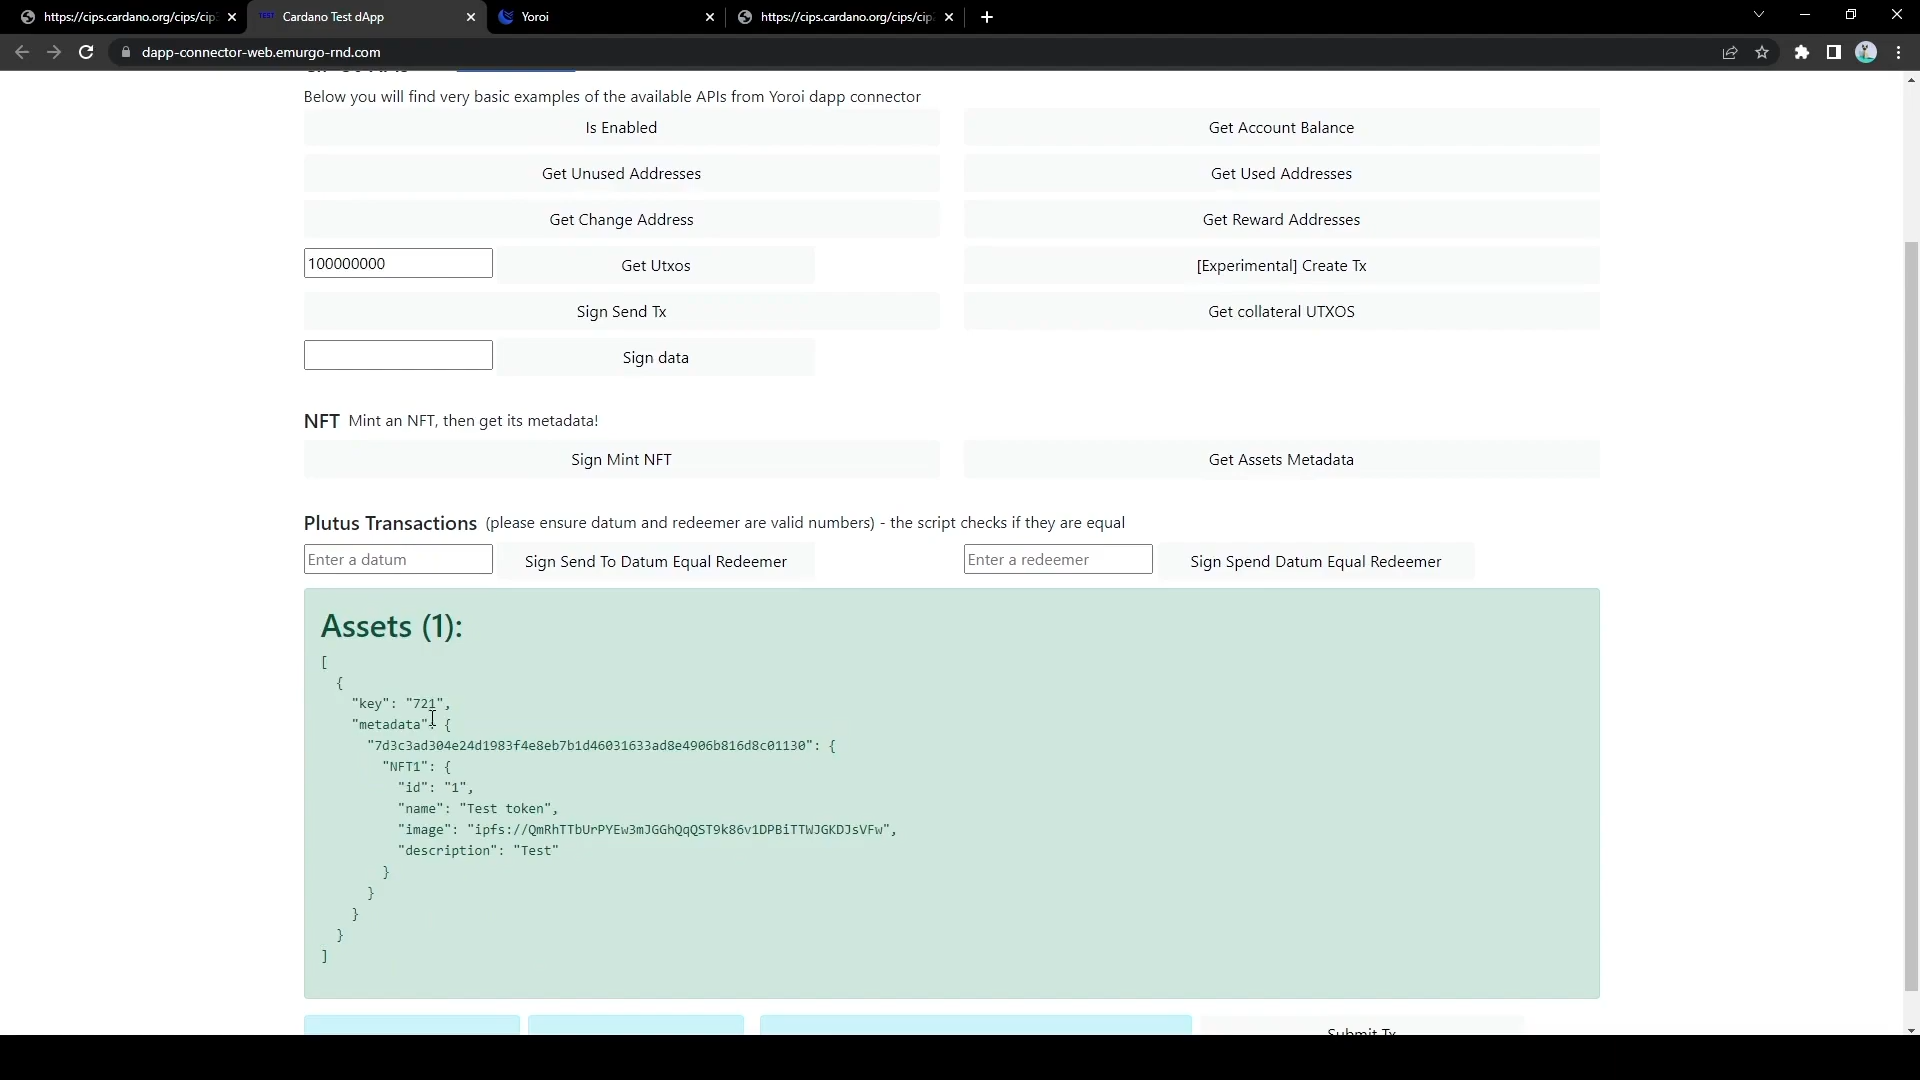 https://cips.cardano.org/cips/cip
TEST Cardano Test dApp
Yoroi
https://cips.cardano.org/cips/cip
dapp-connector-web.emurgo-rnd.com
Below you will find very basic examples of the available APIs from Yoroi dapp connector
Is Enabled
Get Account Balance
Get Unused Addresses
Get Used Addresses
Get Change Address
Get Reward Addresses
100000000
Get Utxos
[Experimental] Create Tx
Sign Send Tx
Get collateral UTXOS
Sign data
NFT Mint an NFT, then get its metadata!
Sign Mint NFT
Get Assets Metadata
Plutus Transactions (please ensure datum and redeemer are valid numbers) - the script checks if they are equal
Enter a datum
Sign Send To Datum Equal Redeemer
Enter a redeemer
Sign Spend Datum Equal Redeemer
Assets (1):
[
{
"key": "721",
"metadata": {
"7d3c3ad304e24d1983f4e8eb7b1d46031633ad8e4906b816d8c01130": {
"NFT1": {
"id": "1",
"name": "Test token",
"image": "ipfs://QmRhTTbUrPYEw3mJGGhQqQST9k86v1DPBiTTWJGKDJsVFw",
"description": "Test"
}
}
}
}
]
Submit Tx